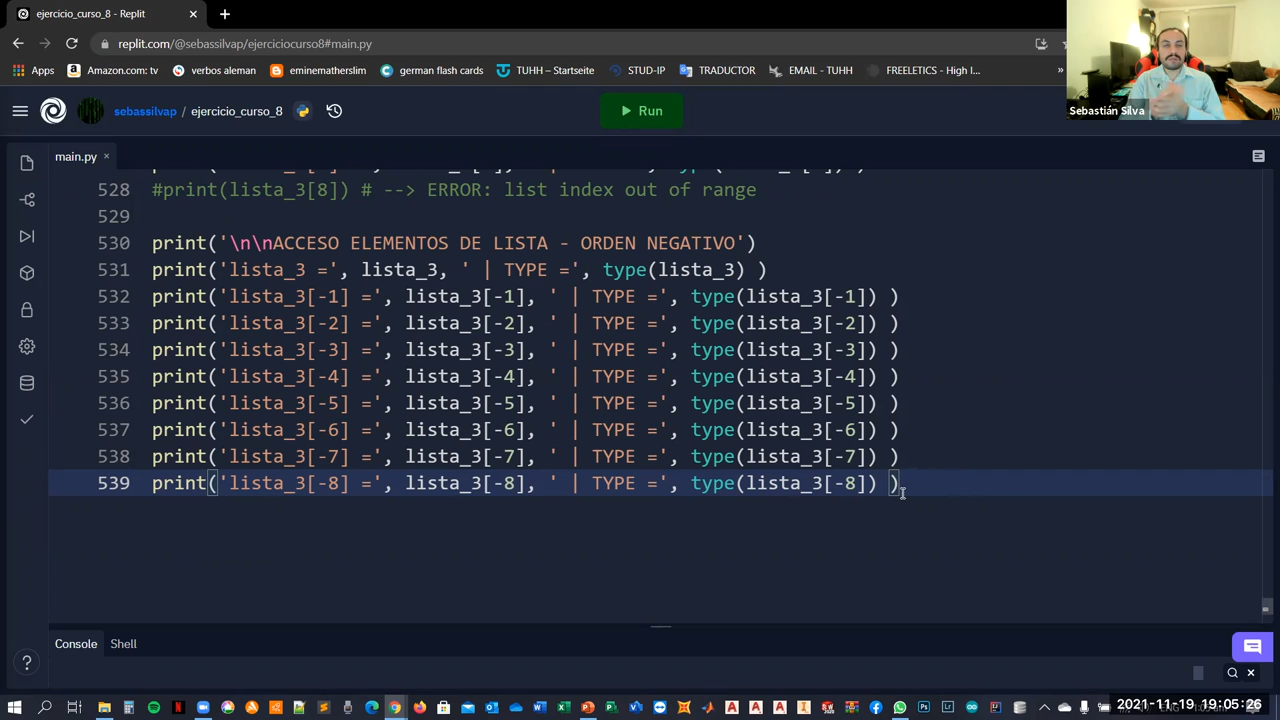 ejercicio_curso_8 - Replit
replit.com/@sebassilvap/ejerciciocurso8#main.py
Apps Amazon.com: tv verbos aleman eminematherslim german flash Card... TUHH – Startseite STUD-IP TRADUCTOR EMAIL - TUHH FREELETICS - High I... »
Sebastián Silva
sebassilvap / ejercicio_curso_8 Run
main.py
528 #print(lista_3[8]) # --> ERROR: list index out of range
529
530 print('\n\nACCESO ELEMENTOS DE LISTA - ORDEN NEGATIVO')
531 print('lista_3 =', lista_3, ' | TYPE =', type(lista_3) )
532 print('lista_3[-1] =', lista_3[-1], ' | TYPE =', type(lista_3[-1]) )
533 print('lista_3[-2] =', lista_3[-2], ' | TYPE =', type(lista_3[-2]) )
534 print('lista_3[-3] =', lista_3[-3], ' | TYPE =', type(lista_3[-3]) )
535 print('lista_3[-4] =', lista_3[-4], ' | TYPE =', type(lista_3[-4]) )
536 print('lista_3[-5] =', lista_3[-5], ' | TYPE =', type(lista_3[-5]) )
537 print('lista_3[-6] =', lista_3[-6], ' | TYPE =', type(lista_3[-6]) )
538 print('lista_3[-7] =', lista_3[-7], ' | TYPE =', type(lista_3[-7]) )
539 print('lista_3[-8] =', lista_3[-8], ' | TYPE =', type(lista_3[-8]) )
Console Shell
2021-11-19 19:05:26